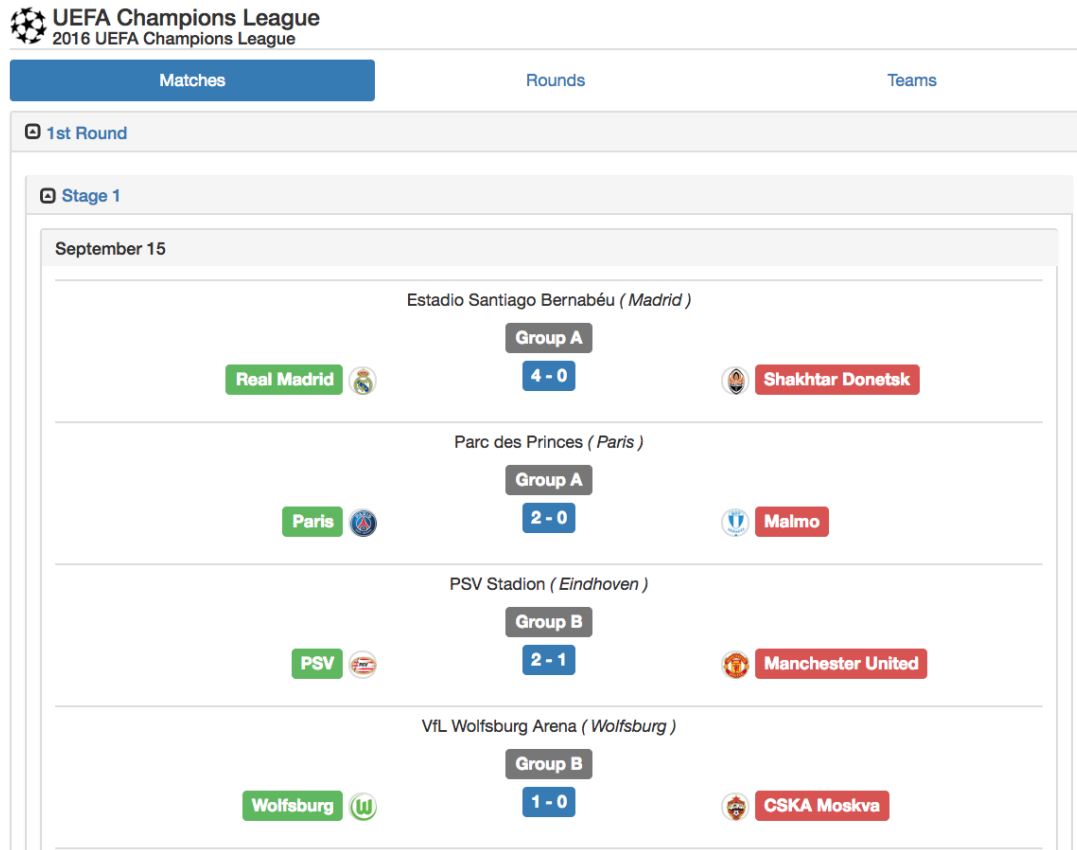 UEFA Champions League
2016 UEFA Champions League
Matches Rounds Teams
1st Round
Stage 1
September 15
Estadio Santiago Bernabéu ( Madrid )
Group A
Real Madrid 4 - 0 Shakhtar Donetsk
Parc des Princes ( Paris )
Group A
Paris 2 - 0 Malmo
PSV Stadion ( Eindhoven )
Group B
PSV 2 - 1 Manchester United
VfL Wolfsburg Arena ( Wolfsburg )
Group B
Wolfsburg 1 - 0 CSKA Moskva